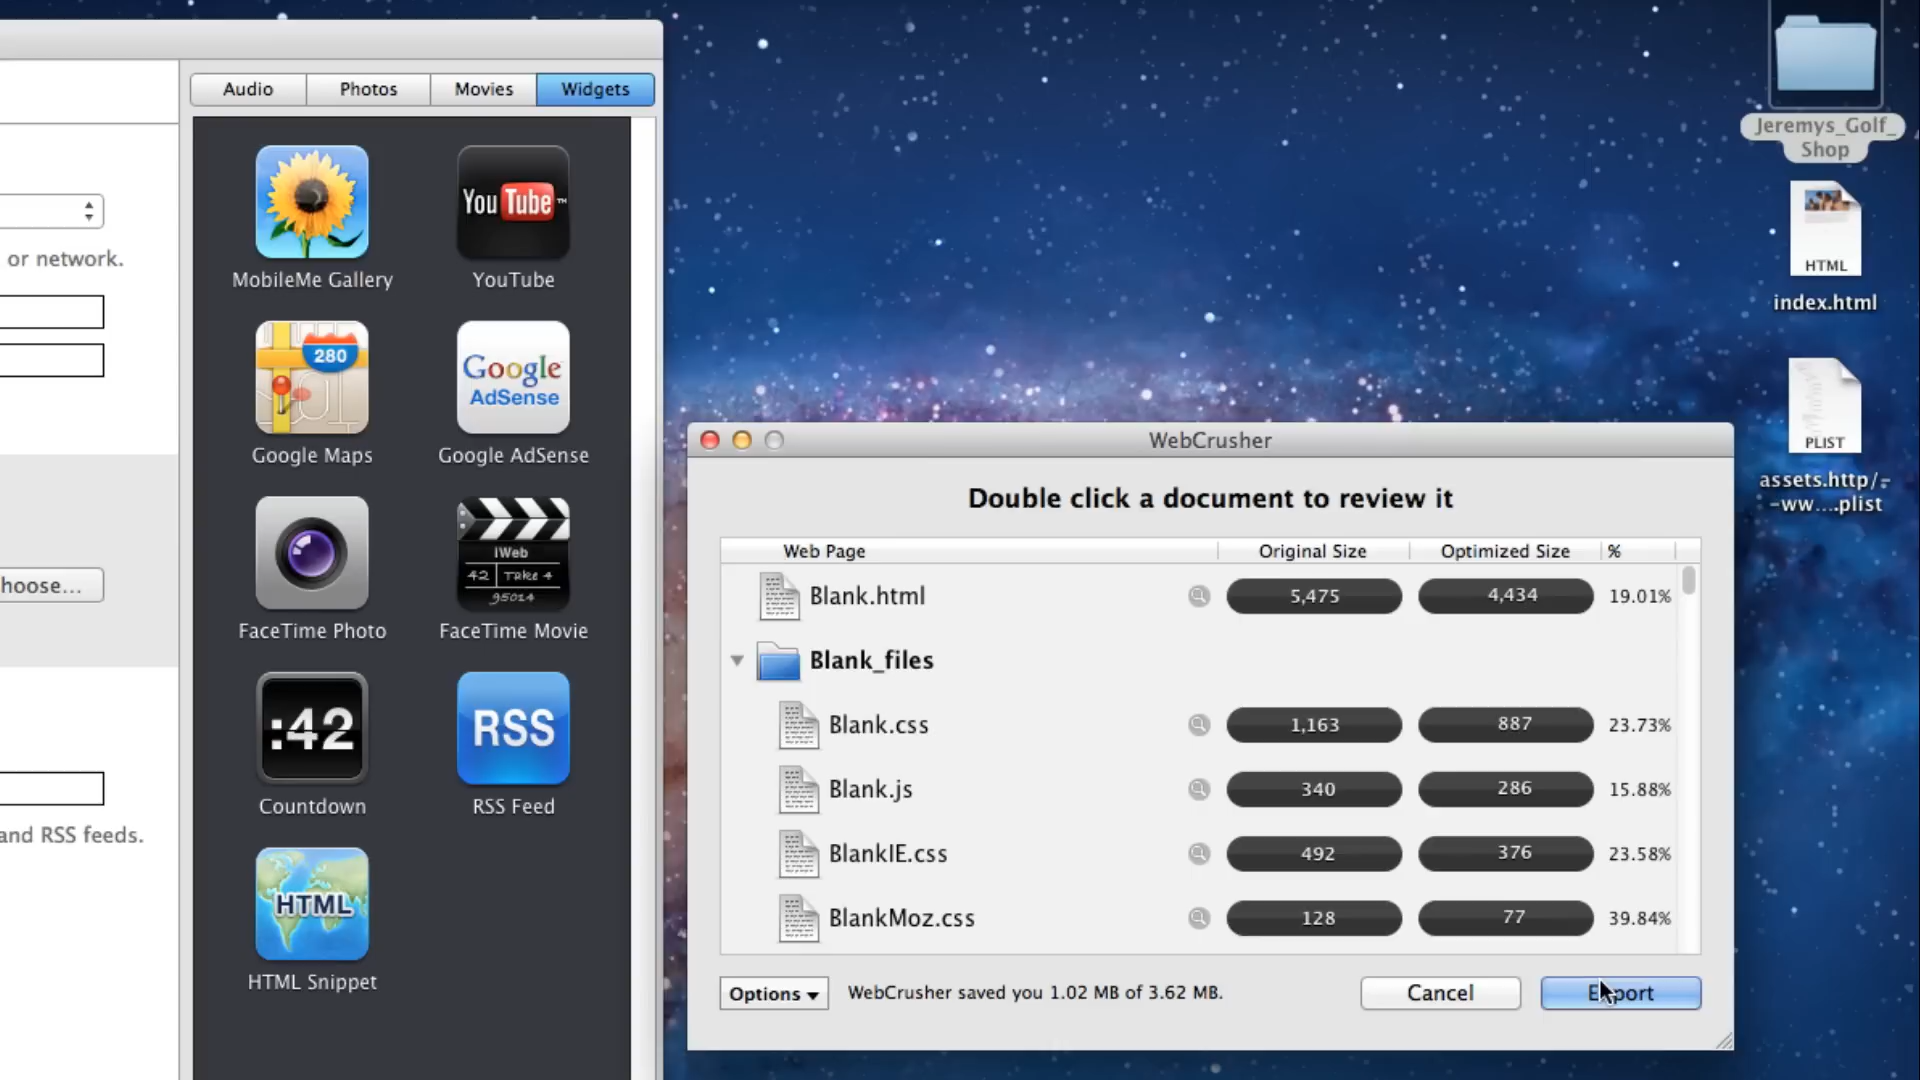 Audio
Photos
Movies
Widgets
or network.
hoose...
and RSS feeds.
MobileMe Gallery
You Tube™
YouTube
280
Google Maps
Google AdSense
Google AdSense
FaceTime Photo
iWeb
42 Take 4
95014
FaceTime Movie
:42
Countdown
RSS
RSS Feed
HTML
HTML Snippet
Jeremys_Golf_
Shop
HTML
index.html
PLIST
assets.http/-
-ww....plist
WebCrusher
Double click a document to review it
Web Page Original Size Optimized Size %
Blank.html 5,475 4,434 19.01%
Blank_files
Blank.css 1,163 887 23.73%
Blank.js 340 286 15.88%
BlankIE.css 492 376 23.58%
BlankMoz.css 128 77 39.84%
Options WebCrusher saved you 1.02 MB of 3.62 MB. Cancel Export